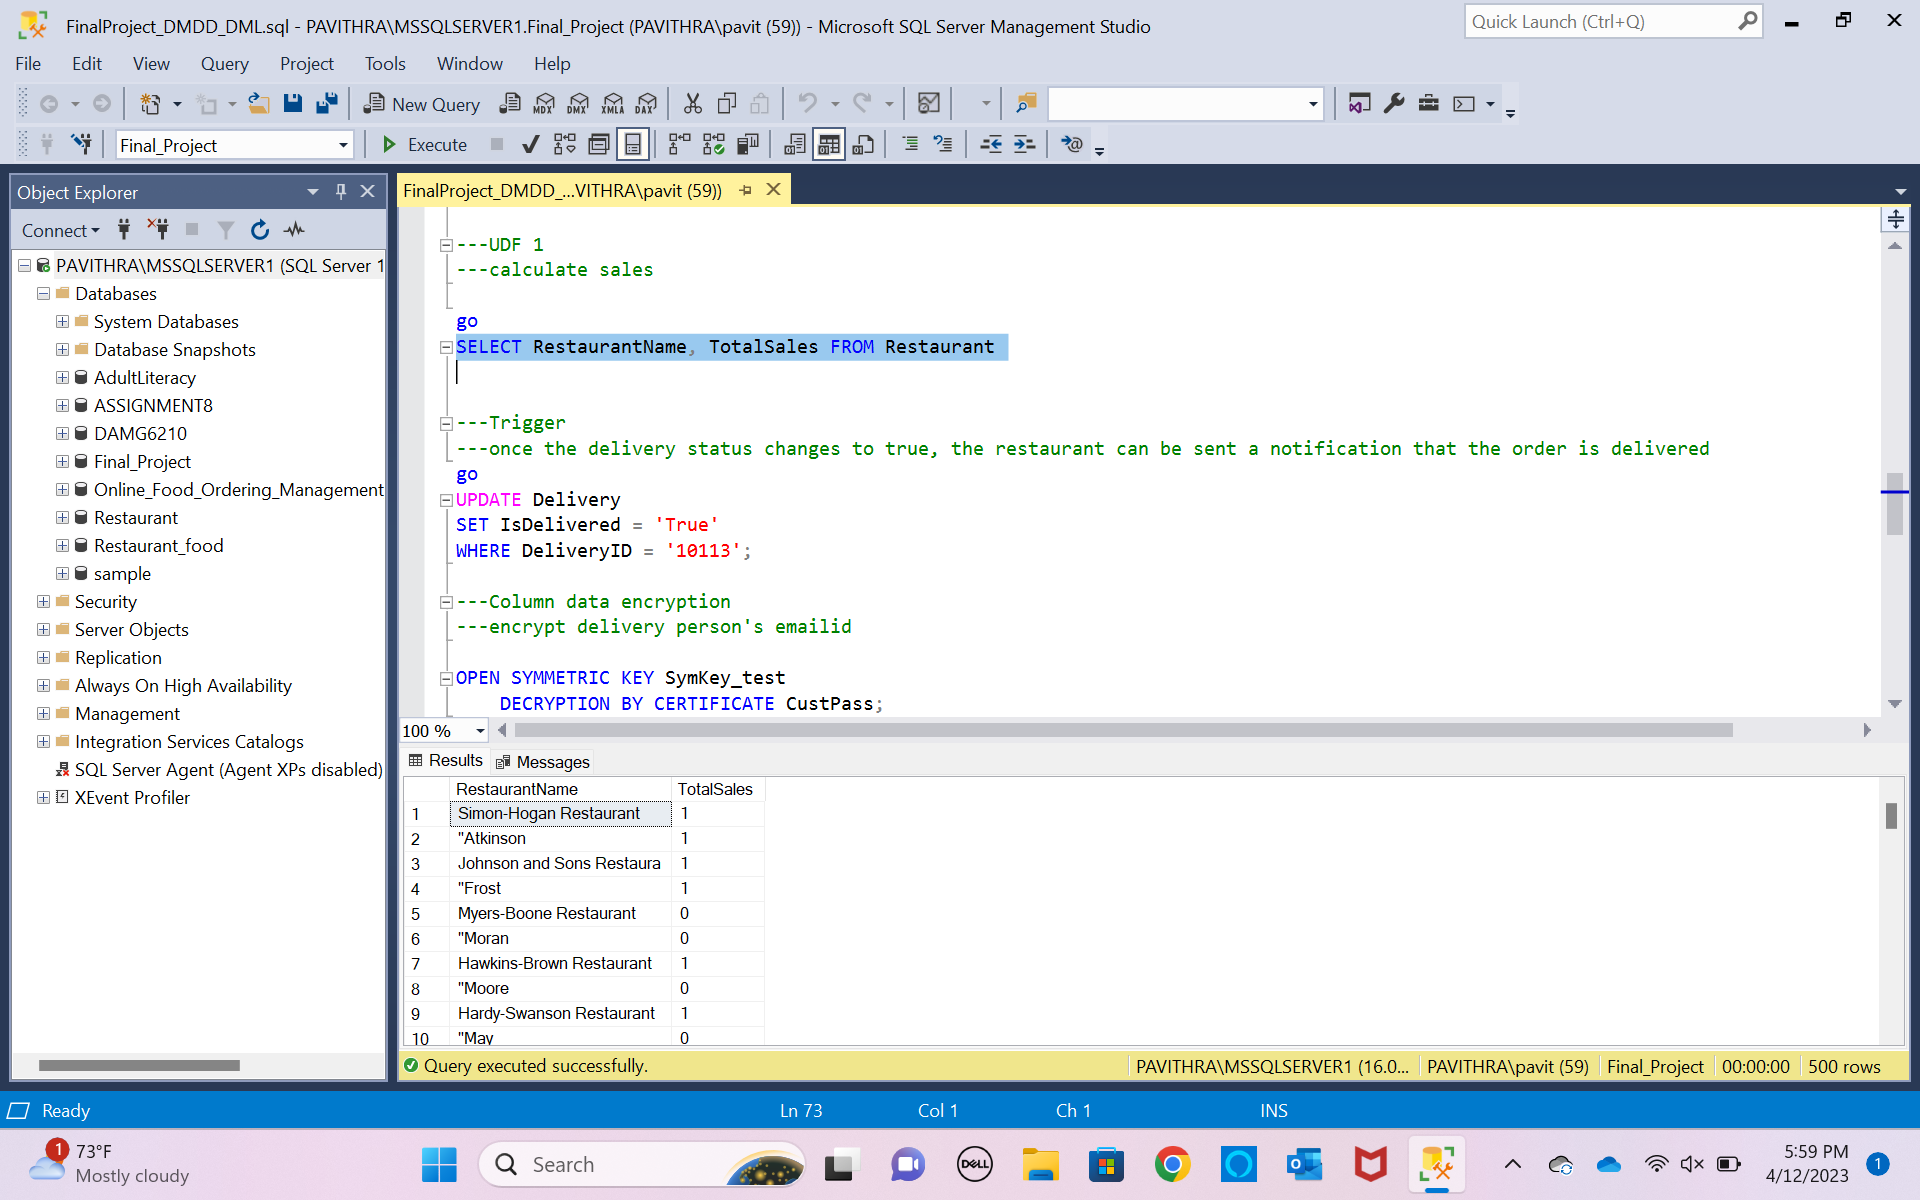 FinalProject_DMDD_DML.sql - PAVITHRA\MSSQLSERVER1.Final_Project (PAVITHRA\pavit (59)) - Microsoft SQL Server Management Studio
Quick Launch (Ctrl+Q)
File Edit View Query Project Tools Window Help
New Query
MDX DMX XMLA DAX
Final_Project
Execute
Object Explorer
Connect
PAVITHRA\MSSQLSERVER1 (SQL Server 1
Databases
System Databases
Database Snapshots
AdultLiteracy
ASSIGNMENT8
DAMG6210
Final_Project
Online_Food_Ordering_Management
Restaurant
Restaurant_food
sample
Security
Server Objects
Replication
Always On High Availability
Management
Integration Services Catalogs
SQL Server Agent (Agent XPs disabled)
XEvent Profiler
FinalProject_DMDD_...VITHRA\pavit (59))
---UDF 1
---calculate sales
go
SELECT RestaurantName, TotalSales FROM Restaurant
---Trigger
---once the delivery status changes to true, the restaurant can be sent a notification that the order is delivered
go
UPDATE Delivery
SET IsDelivered = 'True'
WHERE DeliveryID = '10113';
---Column data encryption
---encrypt delivery person's emailid
OPEN SYMMETRIC KEY SymKey_test
DECRYPTION BY CERTIFICATE CustPass;
100 %
Results Messages
RestaurantName TotalSales
1 Simon-Hogan Restaurant 1
2 "Atkinson 1
3 Johnson and Sons Restaura 1
4 "Frost 1
5 Myers-Boone Restaurant 0
6 "Moran 0
7 Hawkins-Brown Restaurant 1
8 "Moore 0
9 Hardy-Swanson Restaurant 1
10 "May 0
Query executed successfully.
PAVITHRA\MSSQLSERVER1 (16.0... PAVITHRA\pavit (59) Final_Project 00:00:00 500 rows
Ready
Ln 73 Col 1 Ch 1 INS
1
73°F
Mostly cloudy
Search
DELL
5:59 PM
4/12/2023
1